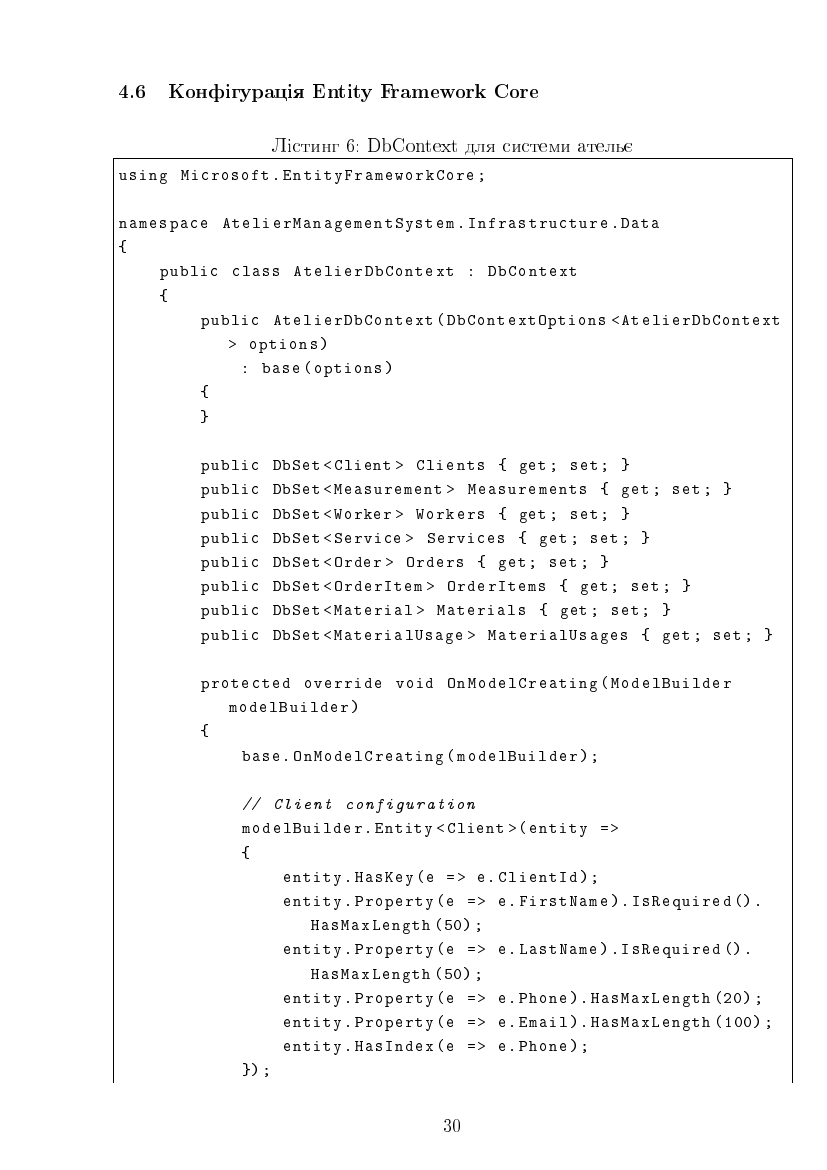 4.6 Конфігурація Entity Framework Core
Лістинг 6: DbContext для системи ательє
using Microsoft.EntityFrameworkCore;
namespace AtelierManagementSystem.Infrastructure.Data
{
public class AtelierDbContext : DbContext
{
public AtelierDbContext(DbContextOptions<AtelierDbContext
> options)
: base(options)
{
}
public DbSet<Client> Clients { get; set; }
public DbSet<Measurement> Measurements { get; set; }
public DbSet<Worker> Workers { get; set; }
public DbSet<Service> Services { get; set; }
public DbSet<Order> Orders { get; set; }
public DbSet<OrderItem> OrderItems { get; set; }
public DbSet<Material> Materials { get; set; }
public DbSet<MaterialUsage> MaterialUsages { get; set; }
protected override void OnModelCreating(ModelBuilder
modelBuilder)
{
base.OnModelCreating(modelBuilder);
// Client configuration
modelBuilder.Entity<Client>(entity =>
{
entity.HasKey(e => e.ClientId);
entity.Property(e => e.FirstName).IsRequired().
HasMaxLength(50);
entity.Property(e => e.LastName).IsRequired().
HasMaxLength(50);
entity.Property(e => e.Phone).HasMaxLength(20);
entity.Property(e => e.Email).HasMaxLength(100);
entity.HasIndex(e => e.Phone);
});
30